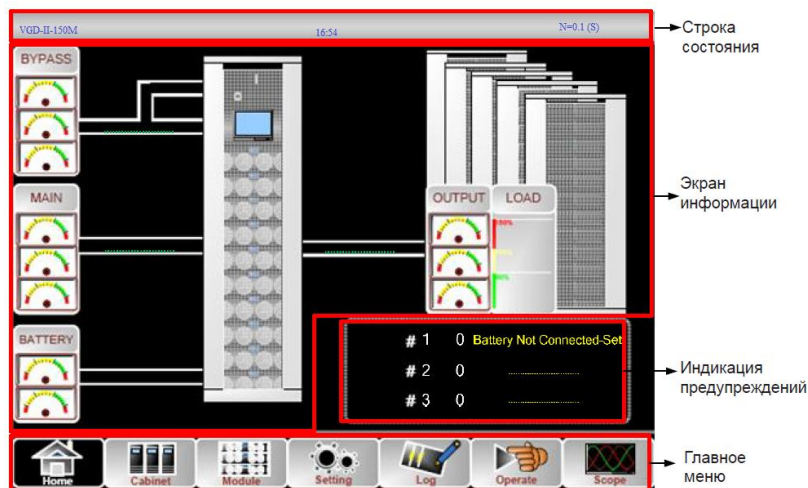 VGD-II-150M 16:54 N=0.1 (S)
Строка
состояния
BYPASS
MAIN
OUTPUT LOAD
Экран
информации
BATTERY
# 1 0 Battery Not Connected-Set
# 2 0
# 3 0
Индикация
предупреждений
Home Cabinet Module Setting Log Operate Scope
Главное
меню